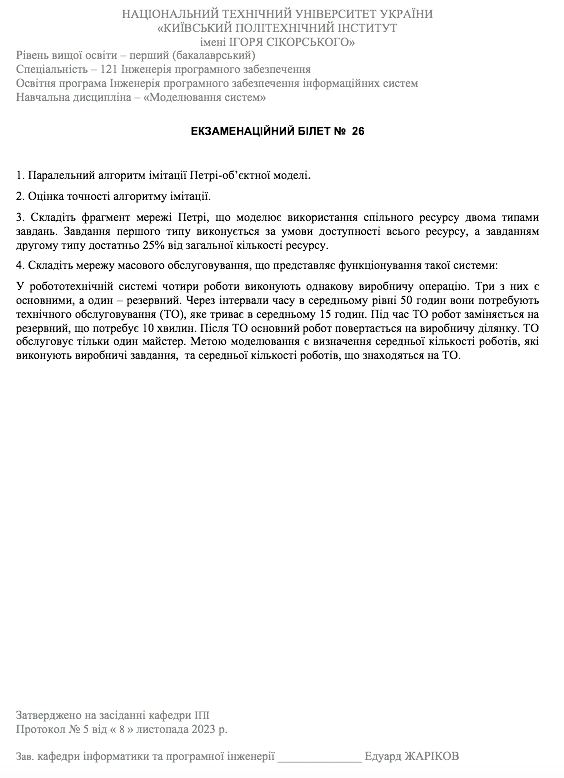 НАЦІОНАЛЬНИЙ ТЕХНІЧНИЙ УНІВЕРСИТЕТ УКРАЇНИ
«КИЇВСЬКИЙ ПОЛІТЕХНІЧНИЙ ІНСТИТУТ
імені ІГОРЯ СІКОРСЬКОГО»
Рівень вищої освіти – перший (бакалаврський)
Спеціальність – 121 Інженерія програмного забезпечення
Освітня програма Інженерія програмного забезпечення інформаційних систем
Навчальна дисципліна – «Моделювання систем»
ЕКЗАМЕНАЦІЙНИЙ БІЛЕТ № 26
1. Паралельний алгоритм імітації Петрі-об’єктної моделі.
2. Оцінка точності алгоритму імітації.
3. Складіть фрагмент мережі Петрі, що моделює використання спільного ресурсу двома типами
завдань. Завдання першого типу виконується за умови доступності всього ресурсу, а завданням
другому типу достатньо 25% від загальної кількості ресурсу.
4. Складіть мережу масового обслуговування, що представляє функціонування такої системи:
У робототехнічній системі чотири роботи виконують однакову виробничу операцію. Три з них є
основними, а один – резервний. Через інтервали часу в середньому рівні 50 годин вони потребують
технічного обслуговування (ТО), яке триває в середньому 15 годин. Під час ТО робот заміняється на
резервний, що потребує 10 хвилин. Після ТО основний робот повертається на виробничу ділянку. ТО
обслуговує тільки один майстер. Метою моделювання є визначення середньої кількості роботів, які
виконують виробничі завдання, та середньої кількості роботів, що знаходяться на ТО.
Затверджено на засіданні кафедри ІПІ
Протокол № 5 від « 8 » листопада 2023 р.
Зав. кафедри інформатики та програмної інженерії _______________ Едуард ЖАРІКОВ